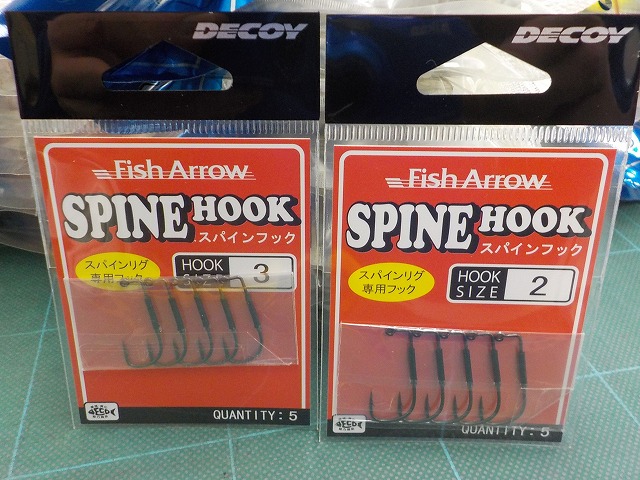 DECOY
Fish Arrow
SPINE HOOK
スパインフック
スパインリグ
専用フック
HOOK
SIZE
3
QUANTITY:5
DECOY
Fish Arrow
SPINE HOOK
スパインフック
スパインリグ
専用フック
HOOK
SIZE
2
QUANTITY:5